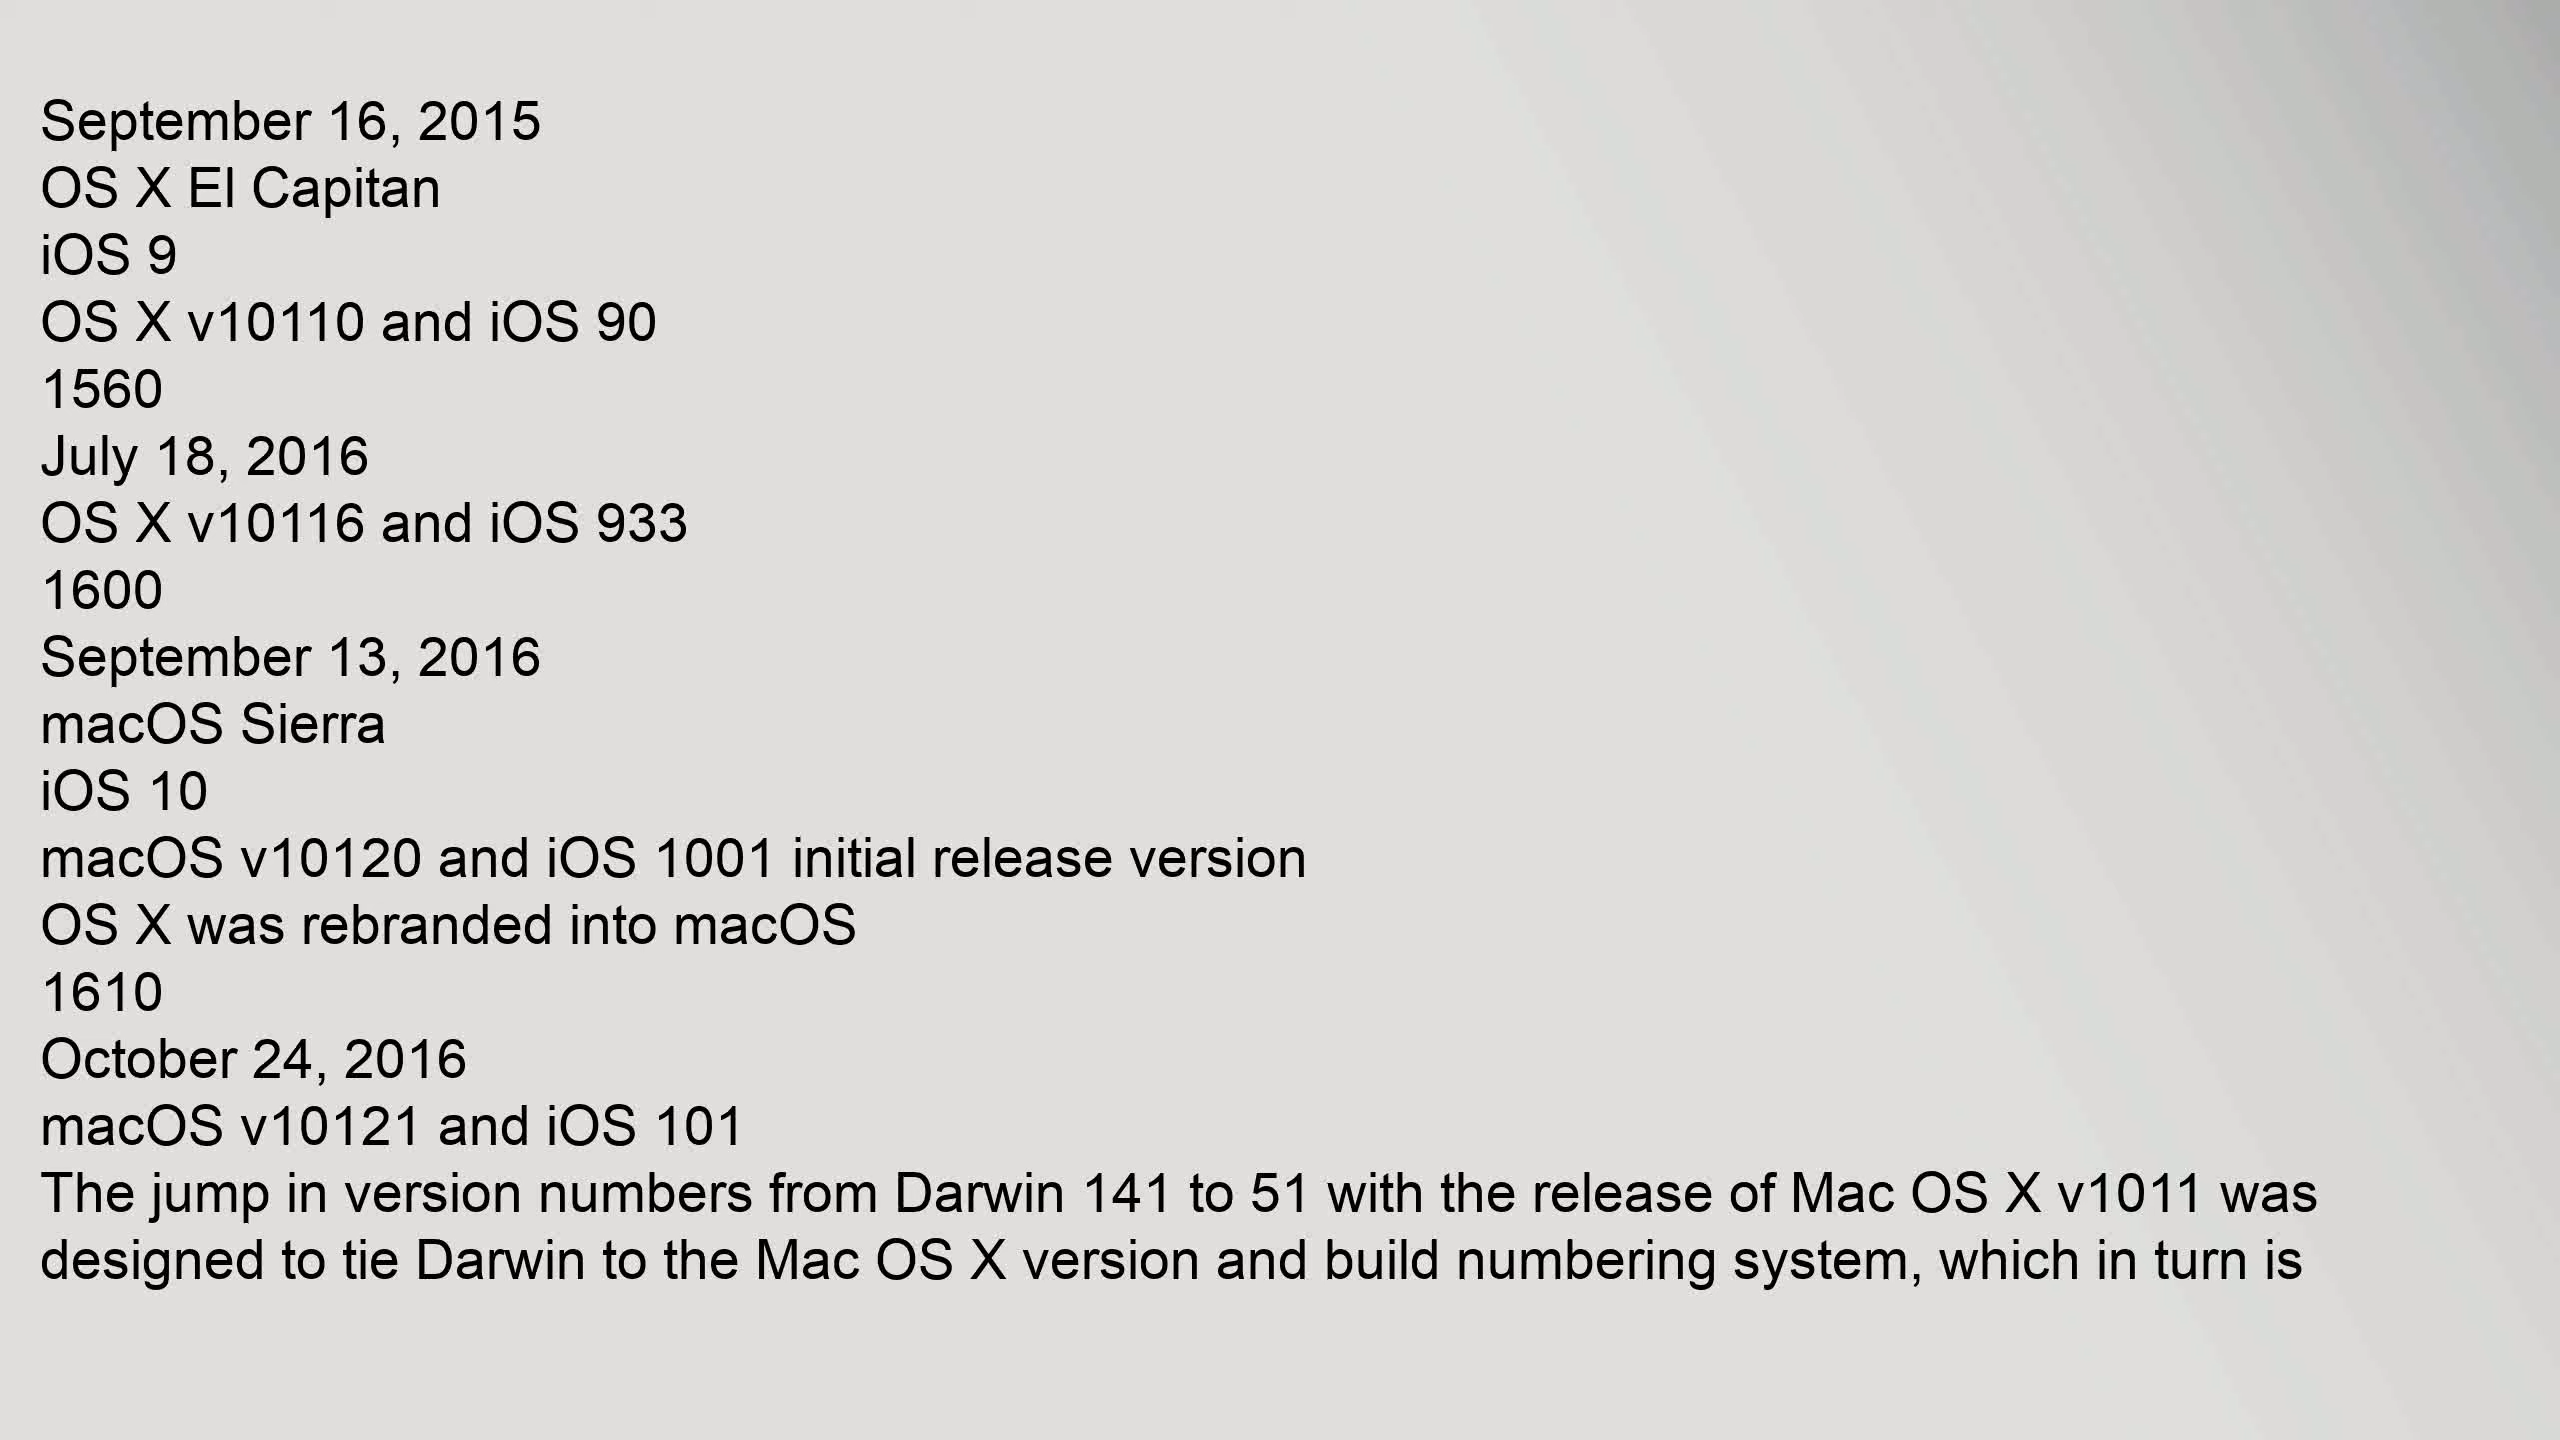 September 16, 2015
OS X El Capitan
iOS 9
OS X v10110 and iOS 90
1560
July 18, 2016
OS X v10116 and iOS 933
1600
September 13, 2016
macOS Sierra
iOS 10
macOS v10120 and iOS 1001 initial release version
OS X was rebranded into macOS
1610
October 24, 2016
macOS v10121 and iOS 101
The jump in version numbers from Darwin 141 to 51 with the release of Mac OS X v1011 was
designed to tie Darwin to the Mac OS X version and build numbering system, which in turn is